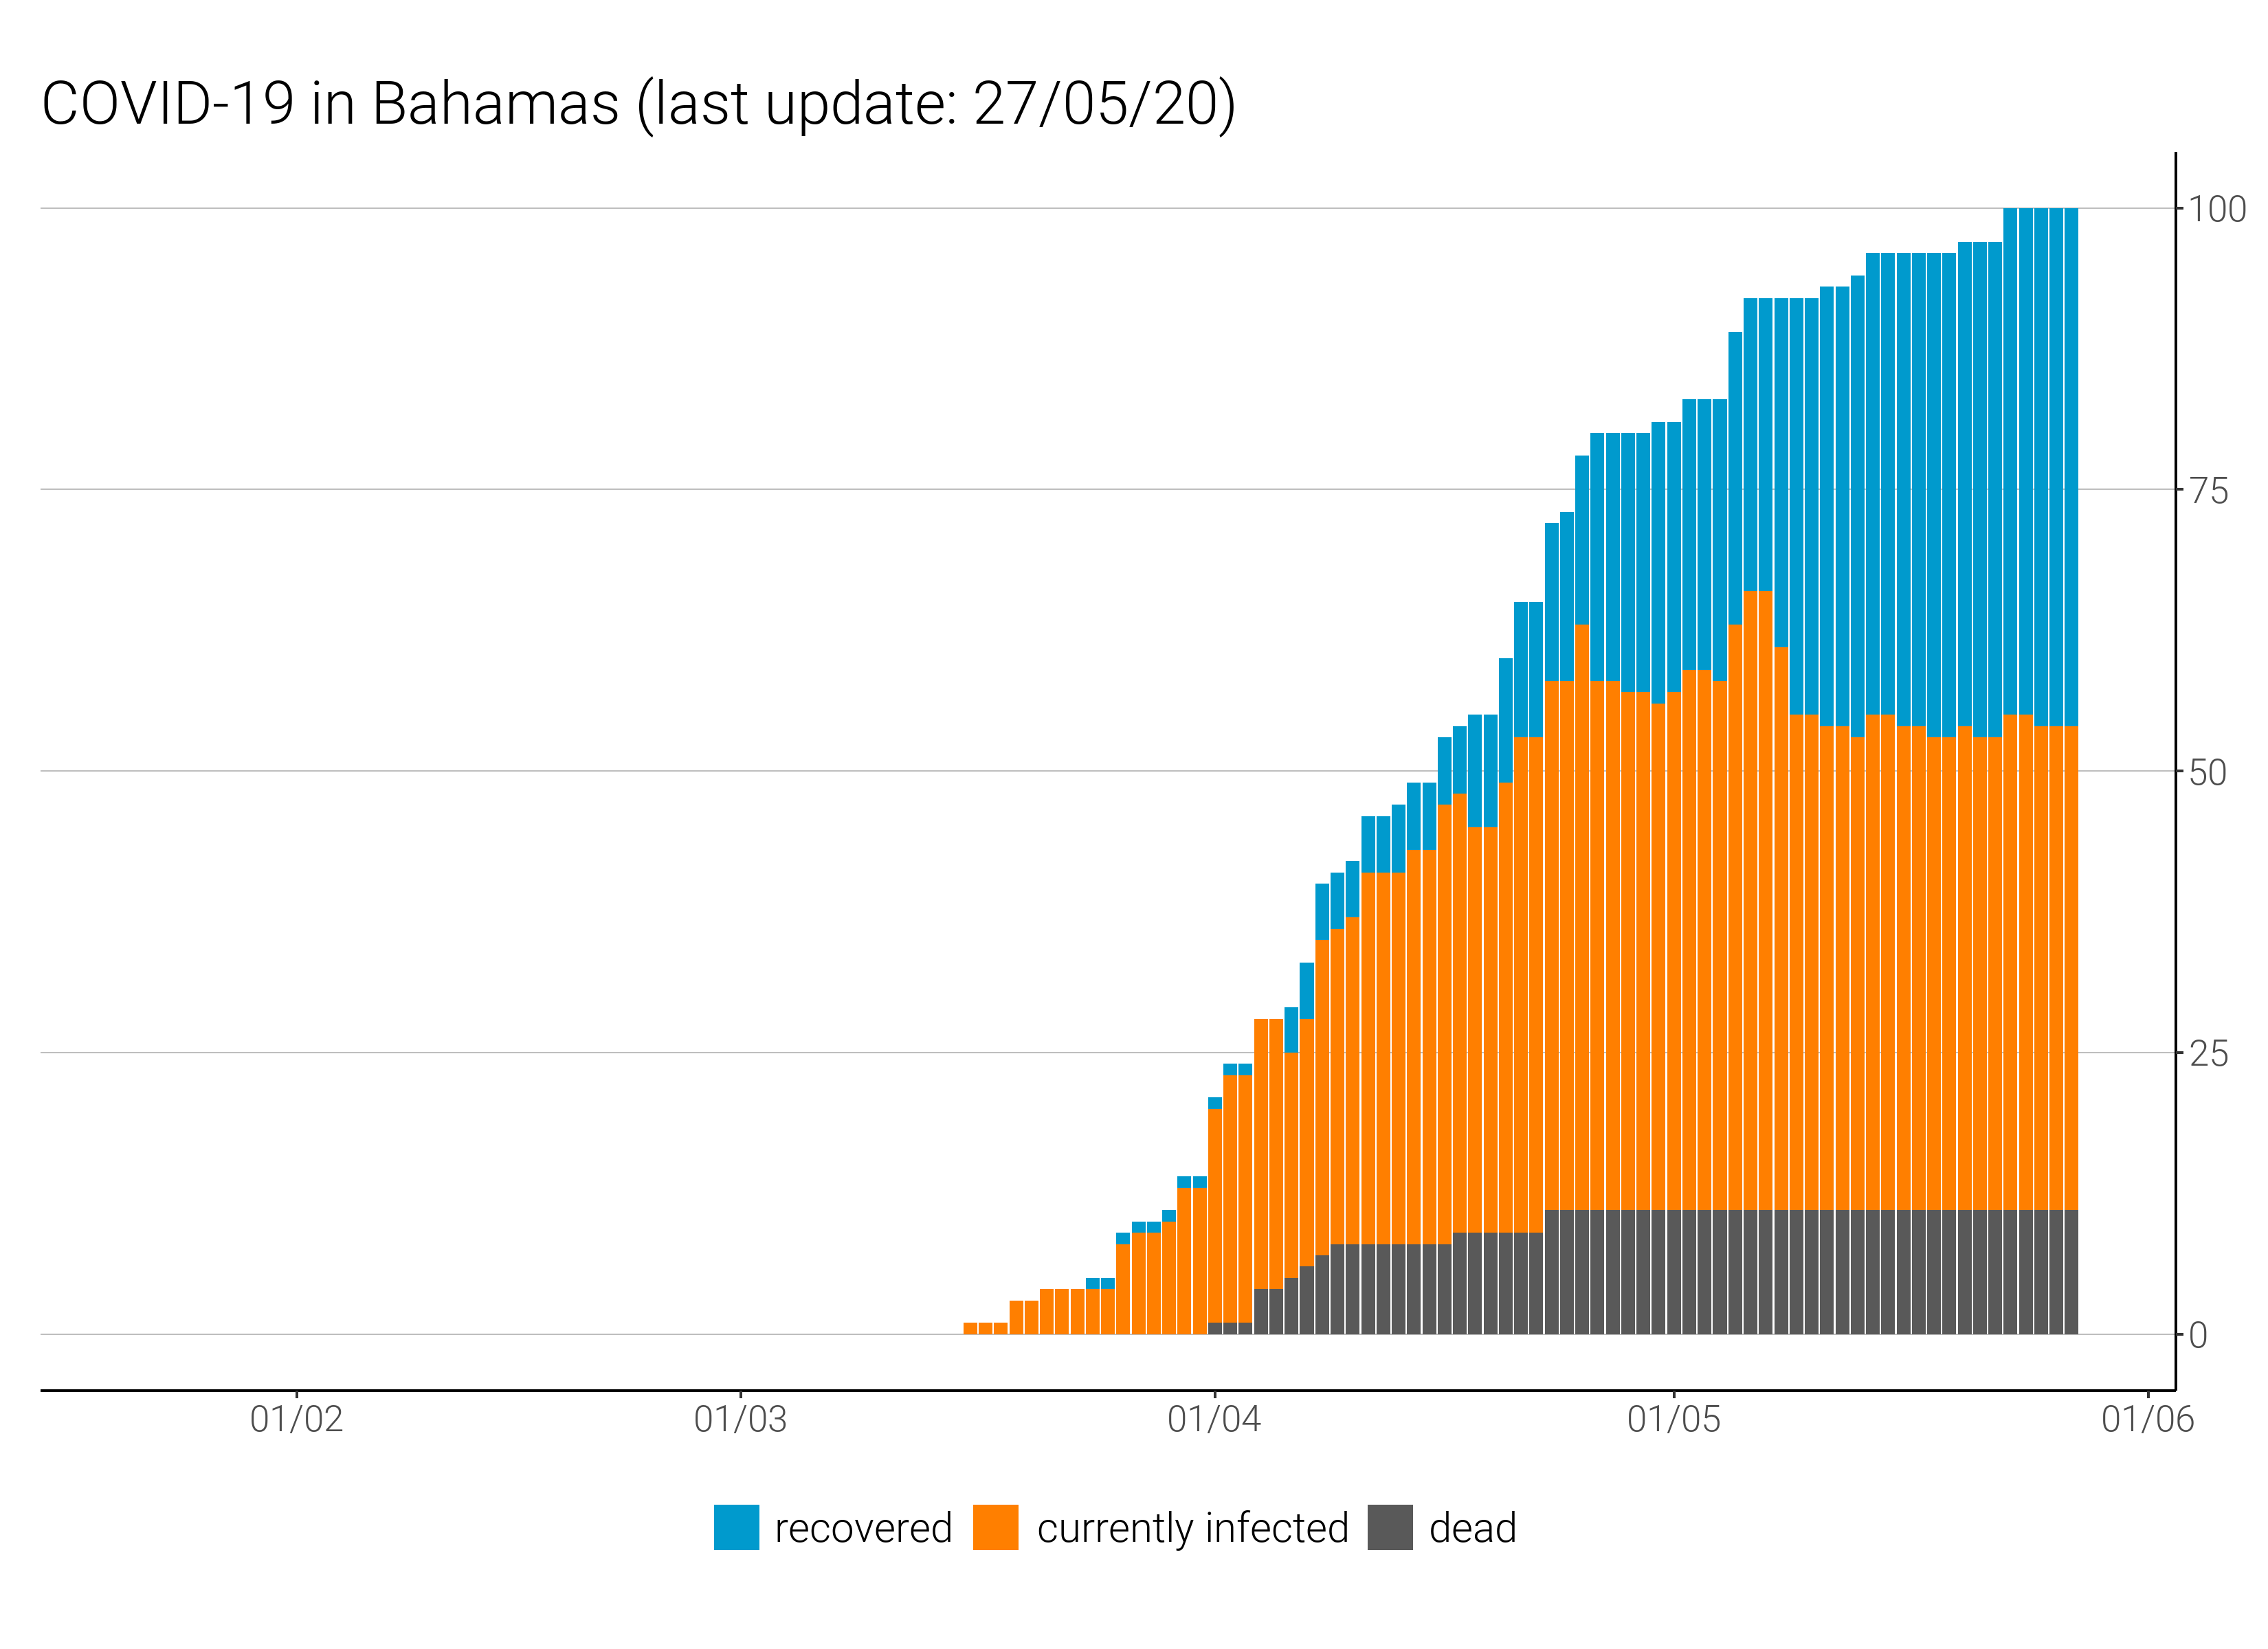 COVID-19 in Bahamas (last update: 27/05/20)
100
75
50
25
0
01/02 01/03 01/04 01/05 01/06
recovered currently infected dead